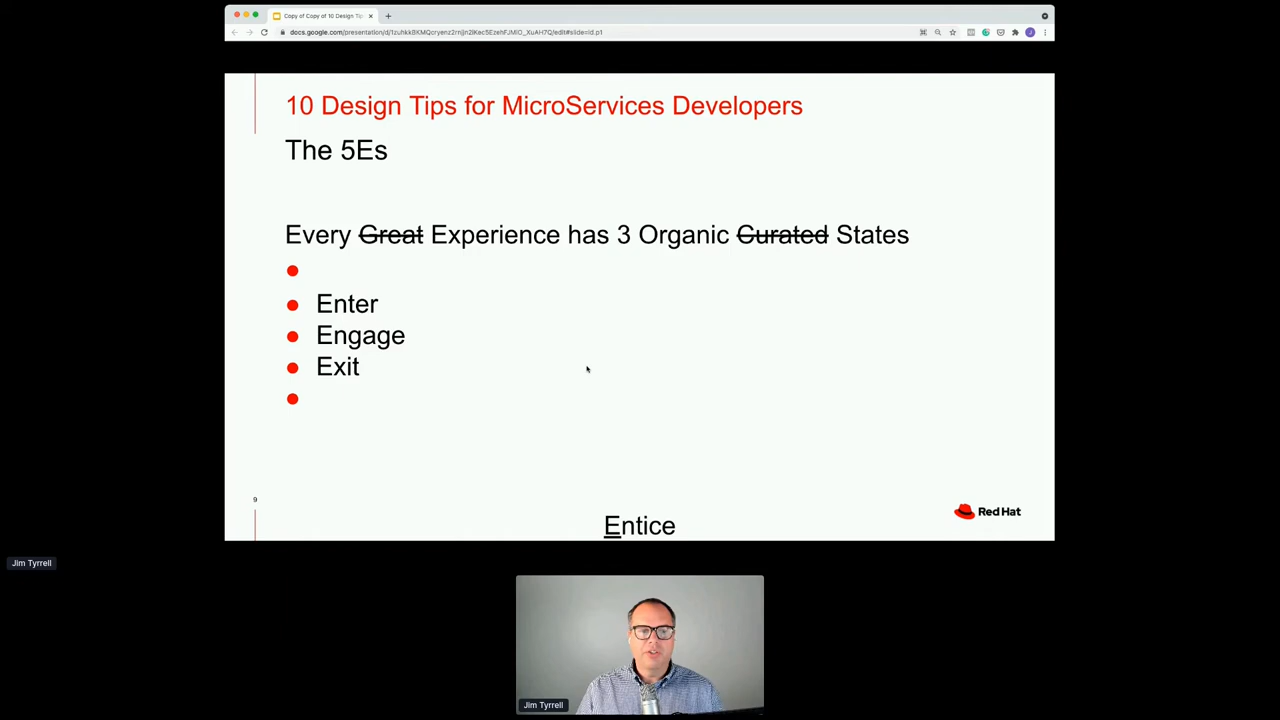 Copy of Copy of 10 Design Tip
docs.google.com/presentation/d/1zuhkkBKMQcryenz2rnjjn2lKec5EzehFJMlO_XuAH7Q/edit#slide=id.p1
10 Design Tips for MicroServices Developers
The 5Es
Every Great Experience has 3 Organic Curated States
Enter
Engage
Exit
9
Red Hat
Entice
Jim Tyrrell
Jim Tyrrell